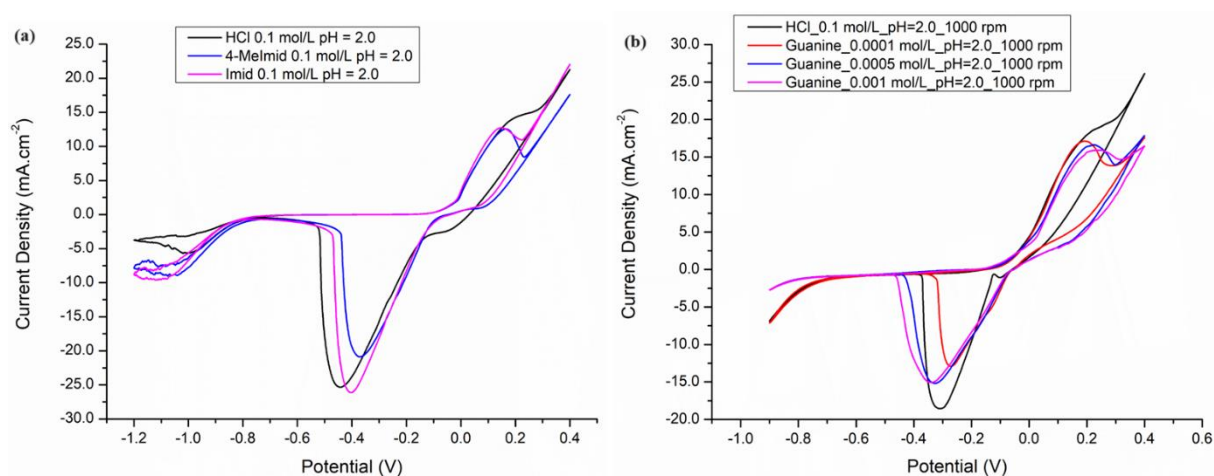 (a)
HCl 0.1 mol/L pH = 2.0
4-MeImid 0.1 mol/L pH = 2.0
Imid 0.1 mol/L pH = 2.0
25.0
20.0
15.0
10.0
5.0
0.0
-5.0
-10.0
-15.0
-20.0
-25.0
-30.0
Current Density (mA.cm-2)
-1.2 -1.0 -0.8 -0.6 -0.4 -0.2 0.0 0.2 0.4
Potential (V)
(b)
HCl_0.1 mol/L_pH=2.0_1000 rpm
Guanine_0.0001 mol/L_pH=2.0_1000 rpm
Guanine_0.0005 mol/L_pH=2.0_1000 rpm
Guanine_0.001 mol/L_pH=2.0_1000 rpm
30.0
25.0
20.0
15.0
10.0
5.0
0.0
-5.0
-10.0
-15.0
-20.0
Current Density (mA.cm-2)
-1.0 -0.8 -0.6 -0.4 -0.2 0.0 0.2 0.4 0.6
Potential (V)